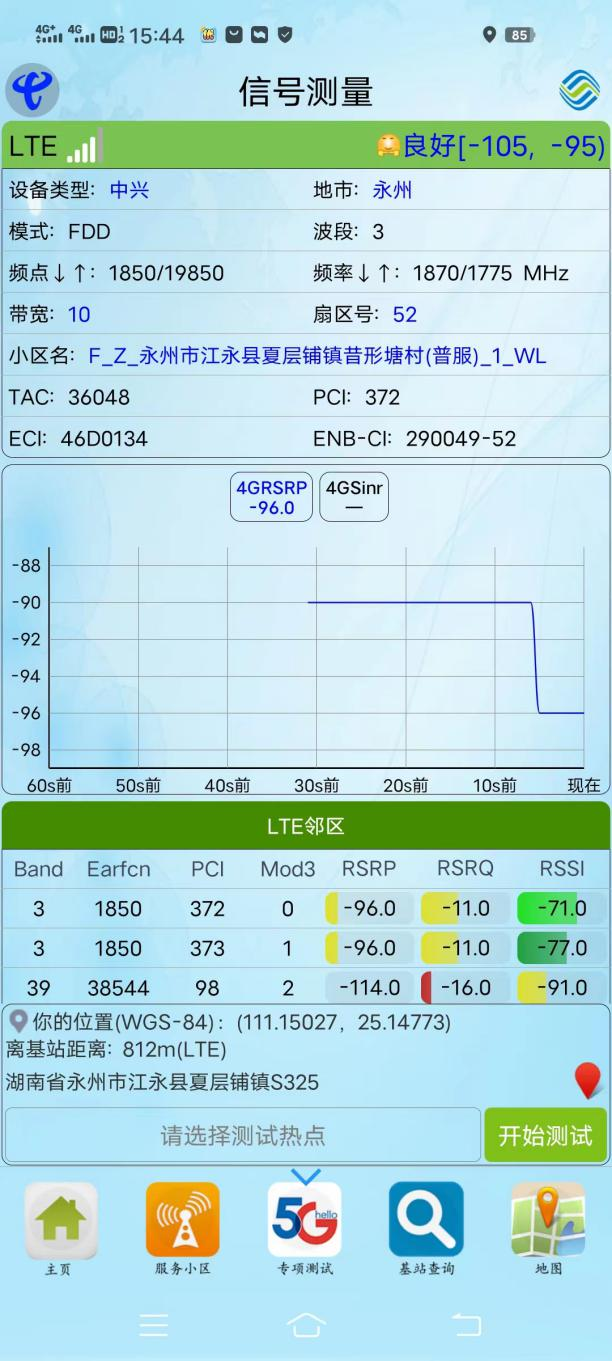 4G+ 4G HD 1 2 15:44 85
信号测量
LTE 良好[-105, -95)
设备类型: 中兴 地市: 永州
模式: FDD 波段: 3
频点↓↑: 1850/19850 频率↓↑: 1870/1775 MHz
带宽: 10 扇区号: 52
小区名: F_Z_永州市江永县夏层铺镇昔形塘村(普服)_1_WL
TAC: 36048 PCI: 372
ECI: 46D0134 ENB-CI: 290049-52
4GRSRP 4GSinr
-96.0 —
-88
-90
-92
-94
-96
-98
60s前 50s前 40s前 30s前 20s前 10s前 现在
LTE邻区
Band Earfcn PCI Mod3 RSRP RSRQ RSSI
3 1850 372 0 -96.0 -11.0 -71.0
3 1850 373 1 -96.0 -11.0 -77.0
39 38544 98 2 -114.0 -16.0 -91.0
你的位置(WGS-84): (111.15027, 25.14773)
离基站距离: 812m(LTE)
湖南省永州市江永县夏层铺镇S325
请选择测试热点 开始测试
5G hello
主页 服务小区 专项测试 基站查询 地图